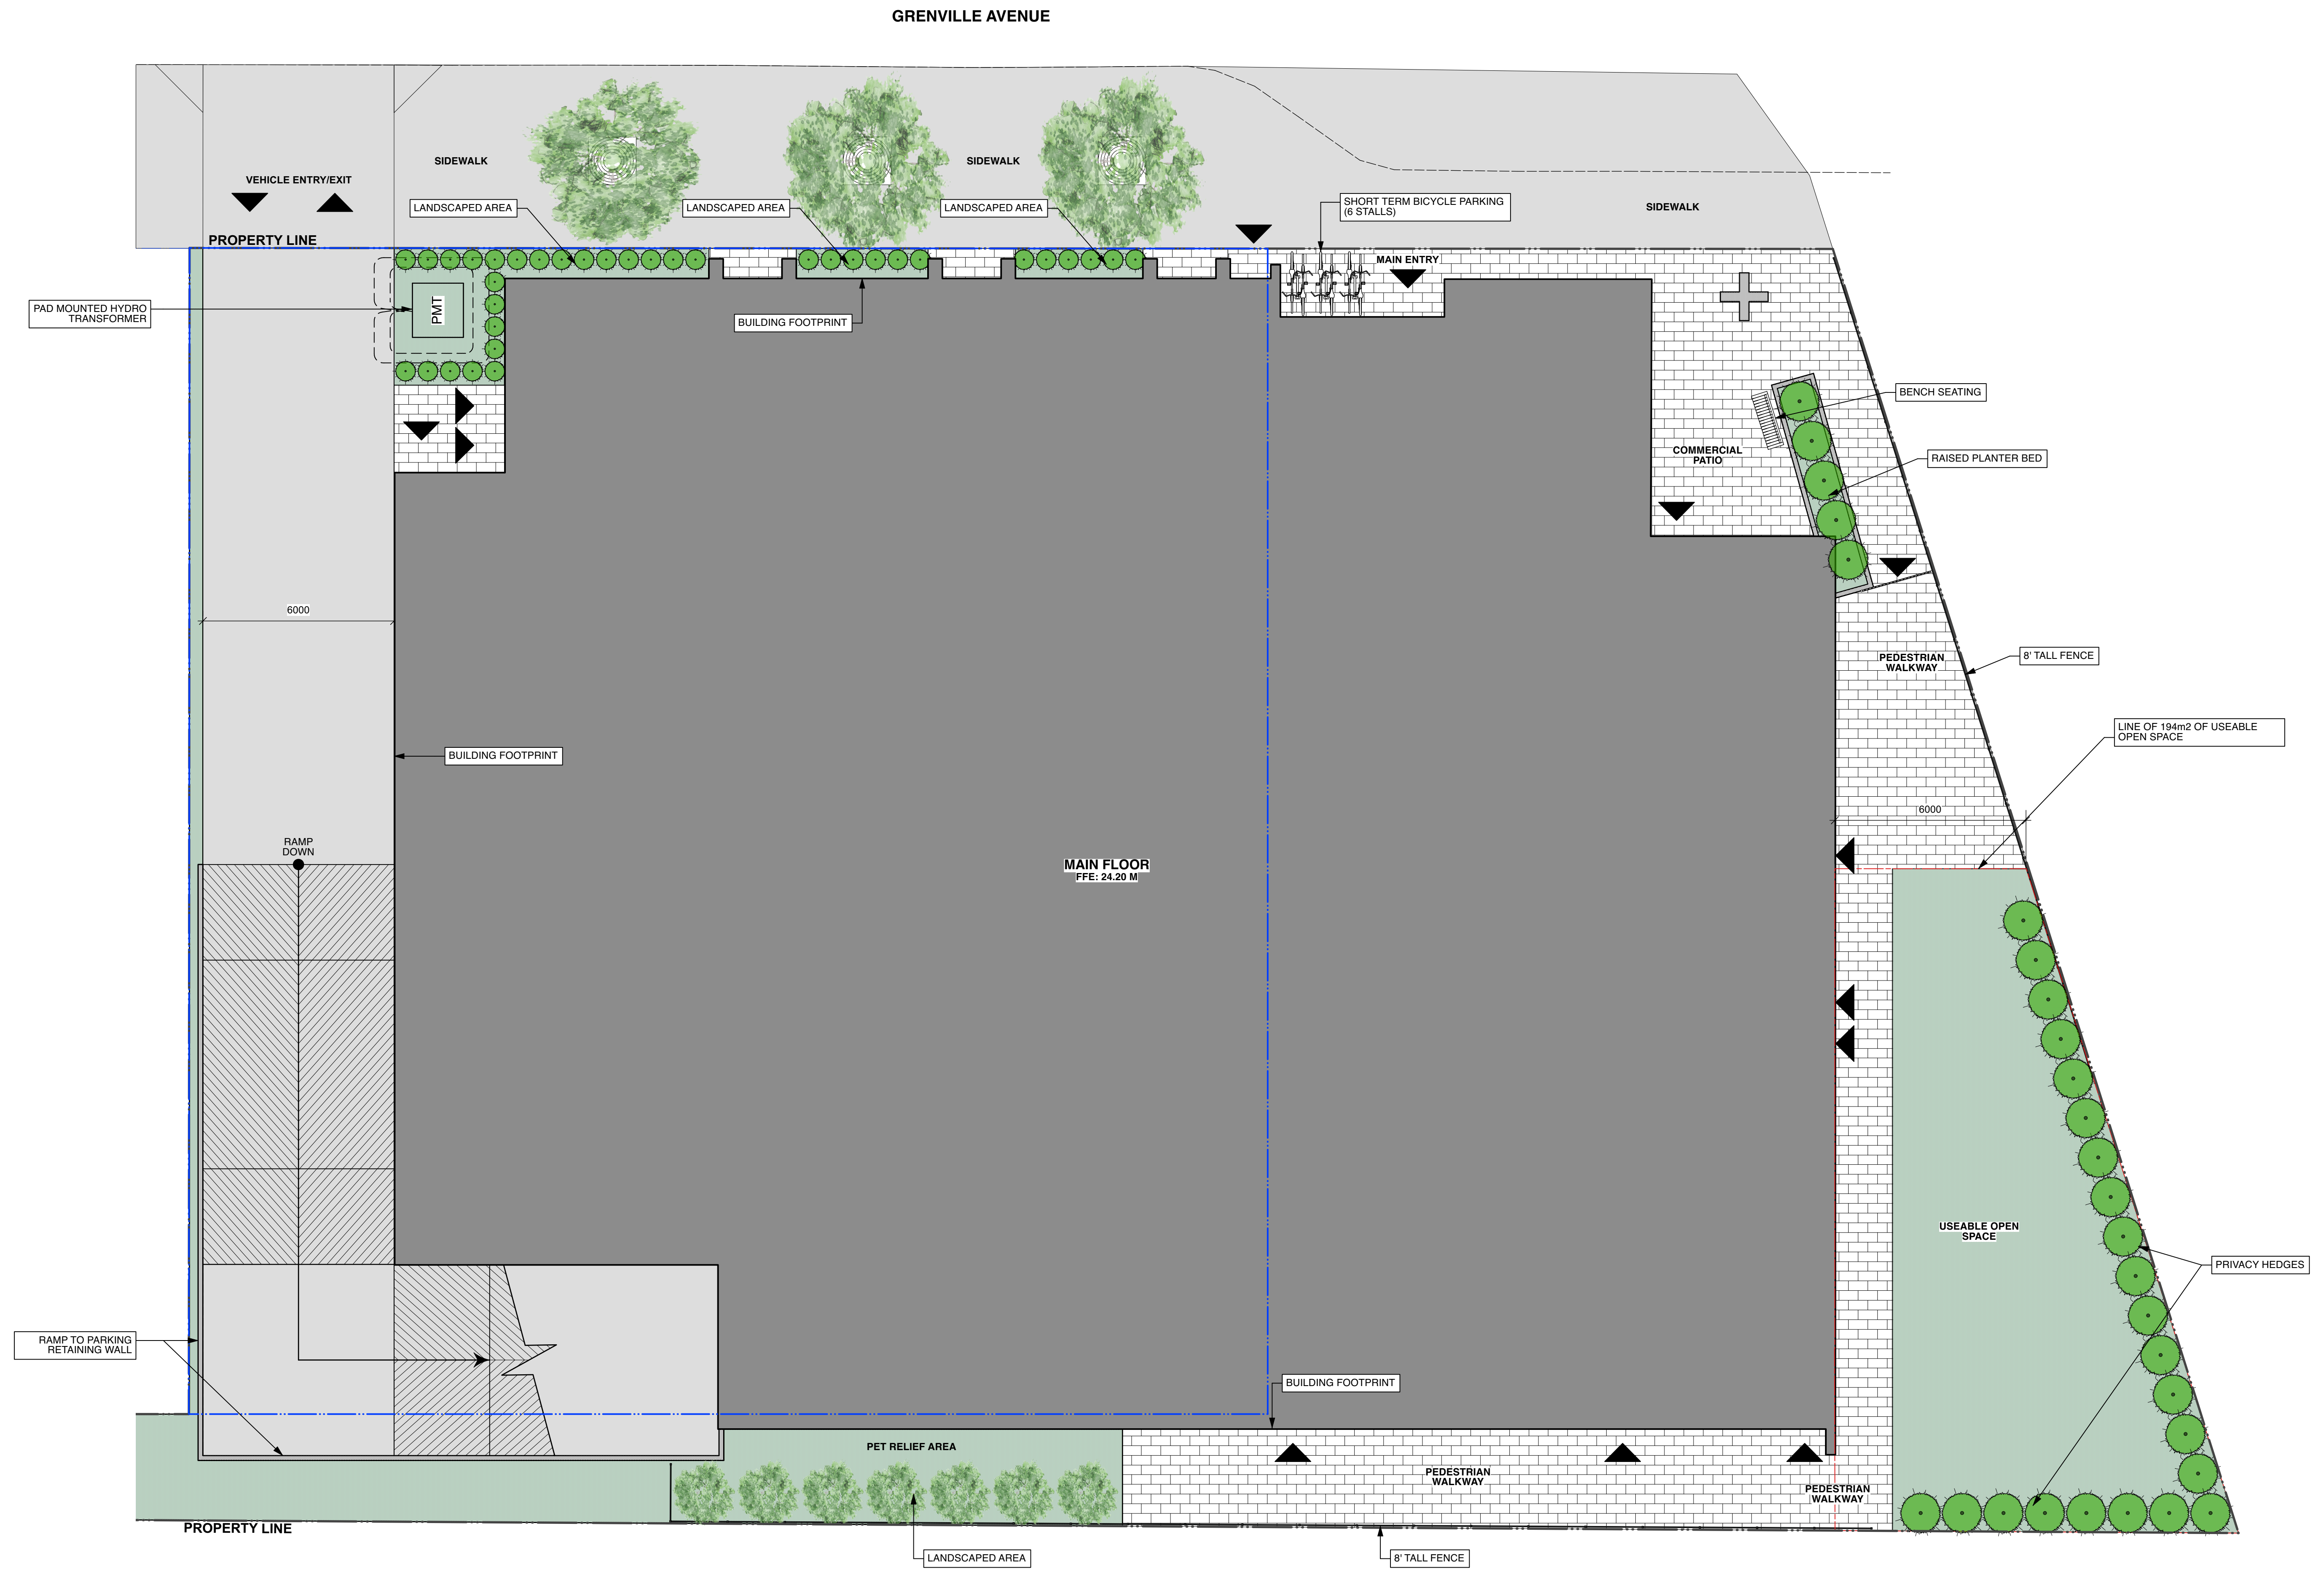 GRENVILLE AVENUE
SIDEWALK
SIDEWALK
VEHICLE ENTRY/EXIT
LANDSCAPED AREA
LANDSCAPED AREA
LANDSCAPED AREA
SHORT TERM BICYCLE PARKING
(6 STALLS)
SIDEWALK
PROPERTY LINE
MAIN ENTRY
PAD MOUNTED HYDRO
TRANSFORMER
PMT
BUILDING FOOTPRINT
BENCH SEATING
COMMERCIAL
PATIO
RAISED PLANTER BED
6000
PEDESTRIAN
WALKWAY
8' TALL FENCE
LINE OF 194m2 OF USEABLE
OPEN SPACE
BUILDING FOOTPRINT
6000
RAMP
DOWN
MAIN FLOOR
FFE: 24.20 M
USEABLE OPEN
SPACE
PRIVACY HEDGES
RAMP TO PARKING
RETAINING WALL
BUILDING FOOTPRINT
PET RELIEF AREA
PEDESTRIAN
WALKWAY
PEDESTRIAN
WALKWAY
PROPERTY LINE
LANDSCAPED AREA
8' TALL FENCE